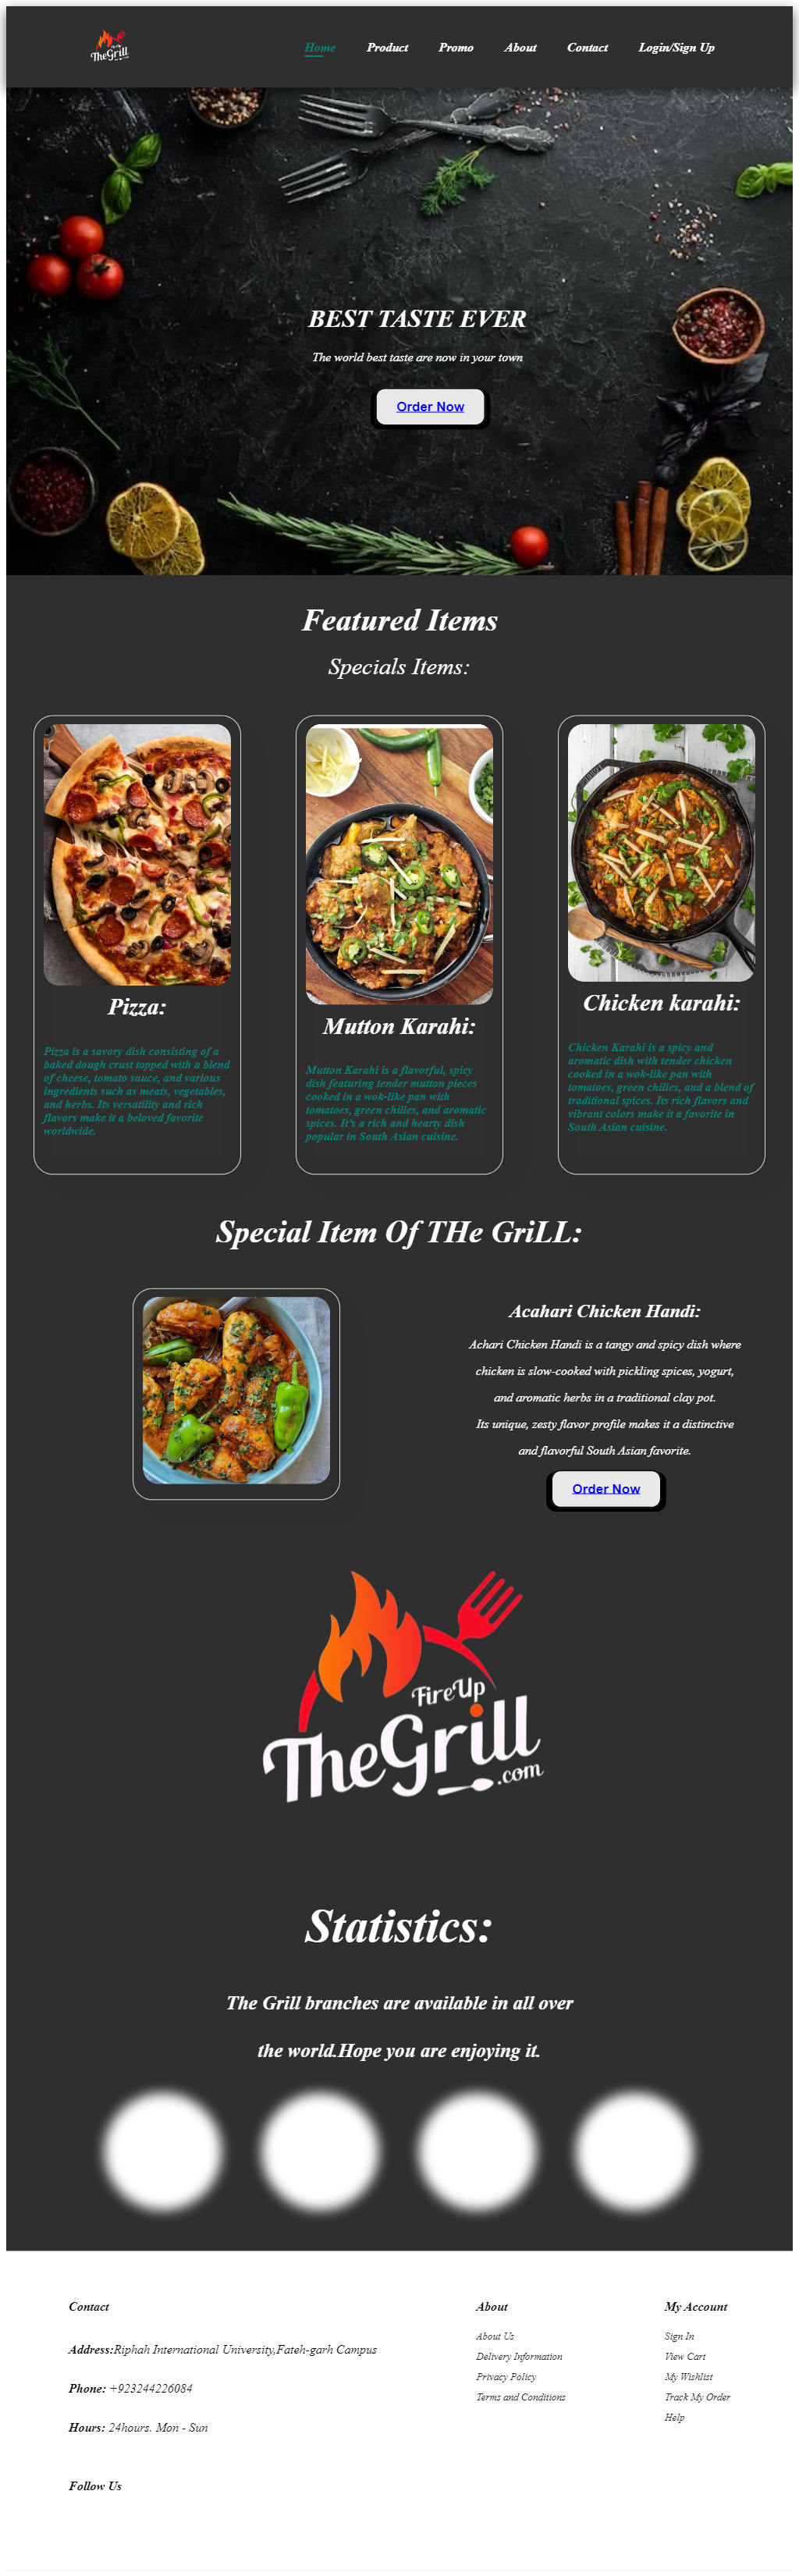 TheGrill
Home Product Promo About Contact Login/Sign Up
BEST TASTE EVER
The world best taste are now in your town
Order Now
Featured Items
Specials Items:
Pizza:
Pizza is a savory dish consisting of a
baked dough crust topped with a blend
of cheese, tomato sauce, and various
ingredients such as meats, vegetables,
and herbs. Its versatility and rich
flavors make it a beloved favorite
worldwide.
Mutton Karahi:
Mutton Karahi is a flavorful, spicy
dish featuring tender mutton pieces
cooked in a wok-like pan with
tomatoes, green chilies, and aromatic
spices. It's a rich and hearty dish
popular in South Asian cuisine.
Chicken karahi:
Chicken Karahi is a spicy and
aromatic dish with tender chicken
cooked in a wok-like pan with
tomatoes, green chilies, and a blend of
traditional spices. Its rich flavors and
vibrant colors make it a favorite in
South Asian cuisine.
Special Item Of THe GriLL:
Acahari Chicken Handi:
Achari Chicken Handi is a tangy and spicy dish where
chicken is slow-cooked with pickling spices, yogurt,
and aromatic herbs in a traditional clay pot.
Its unique, zesty flavor profile makes it a distinctive
and flavorful South Asian favorite.
Order Now
FireUp
TheGrill
.com
Statistics:
The Grill branches are available in all over
the world.Hope you are enjoying it.
Contact
Address:Riphah International University,Fateh-garh Campus
Phone: +923244226084
Hours: 24hours. Mon - Sun
Follow Us
About
About Us
Delivery Information
Privacy Policy
Terms and Conditions
My Account
Sign In
View Cart
My Wishlist
Track My Order
Help